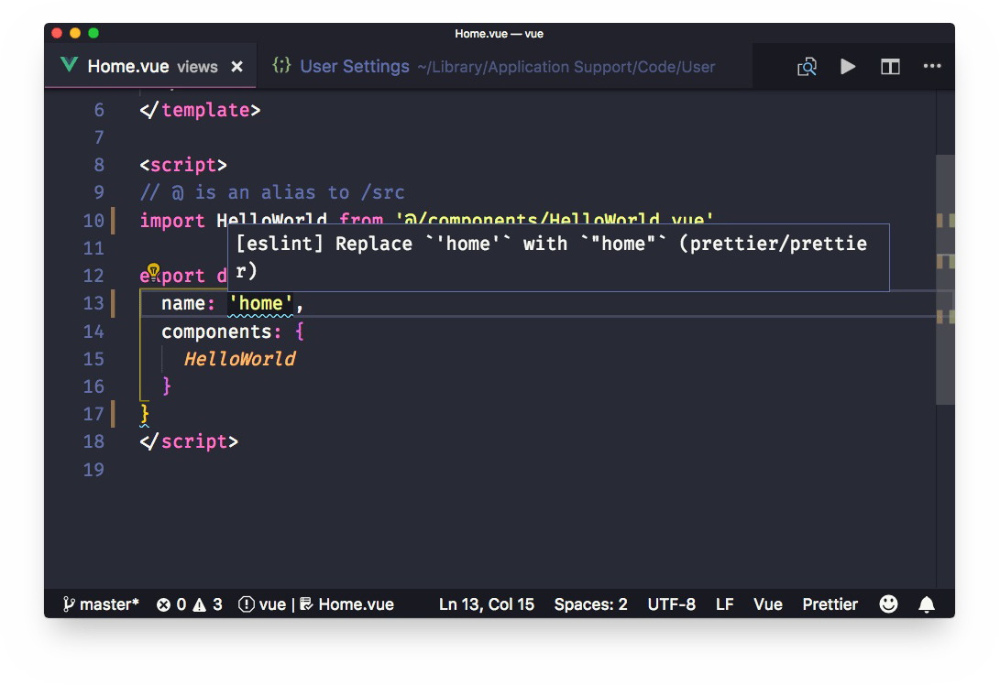 Home.vue — vue
Home.vue views × {;} User Settings ~/Library/Application Support/Code/User
6 </template>
7
8 <script>
9 // @ is an alias to /src
10 import HelloWorld from '@/components/HelloWorld.vue'
[eslint] Replace `'home'` with `"home"` (prettier/prettie
r)
11
12 export d
13 name: 'home',
14 components: {
15 HelloWorld
16 }
17 }
18 </script>
19
master* 0 3 vue | Home.vue Ln 13, Col 15 Spaces: 2 UTF-8 LF Vue Prettier